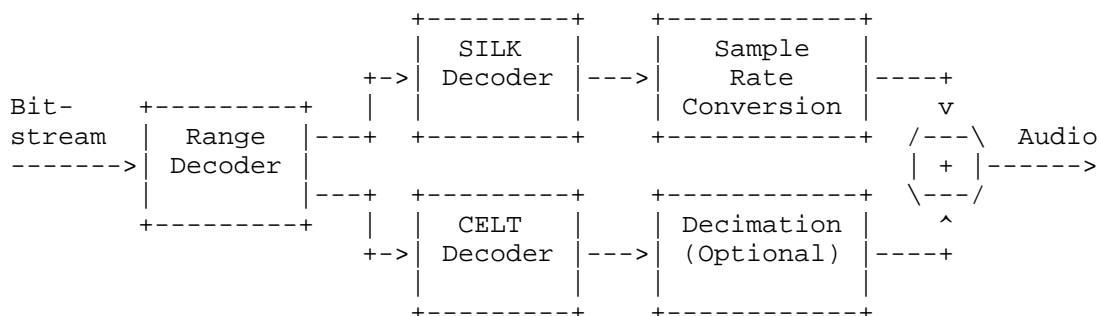 SILK
Decoder
Sample
Rate
Conversion
Bit-
stream
Range
Decoder
+
Audio
CELT
Decoder
Decimation
(Optional)